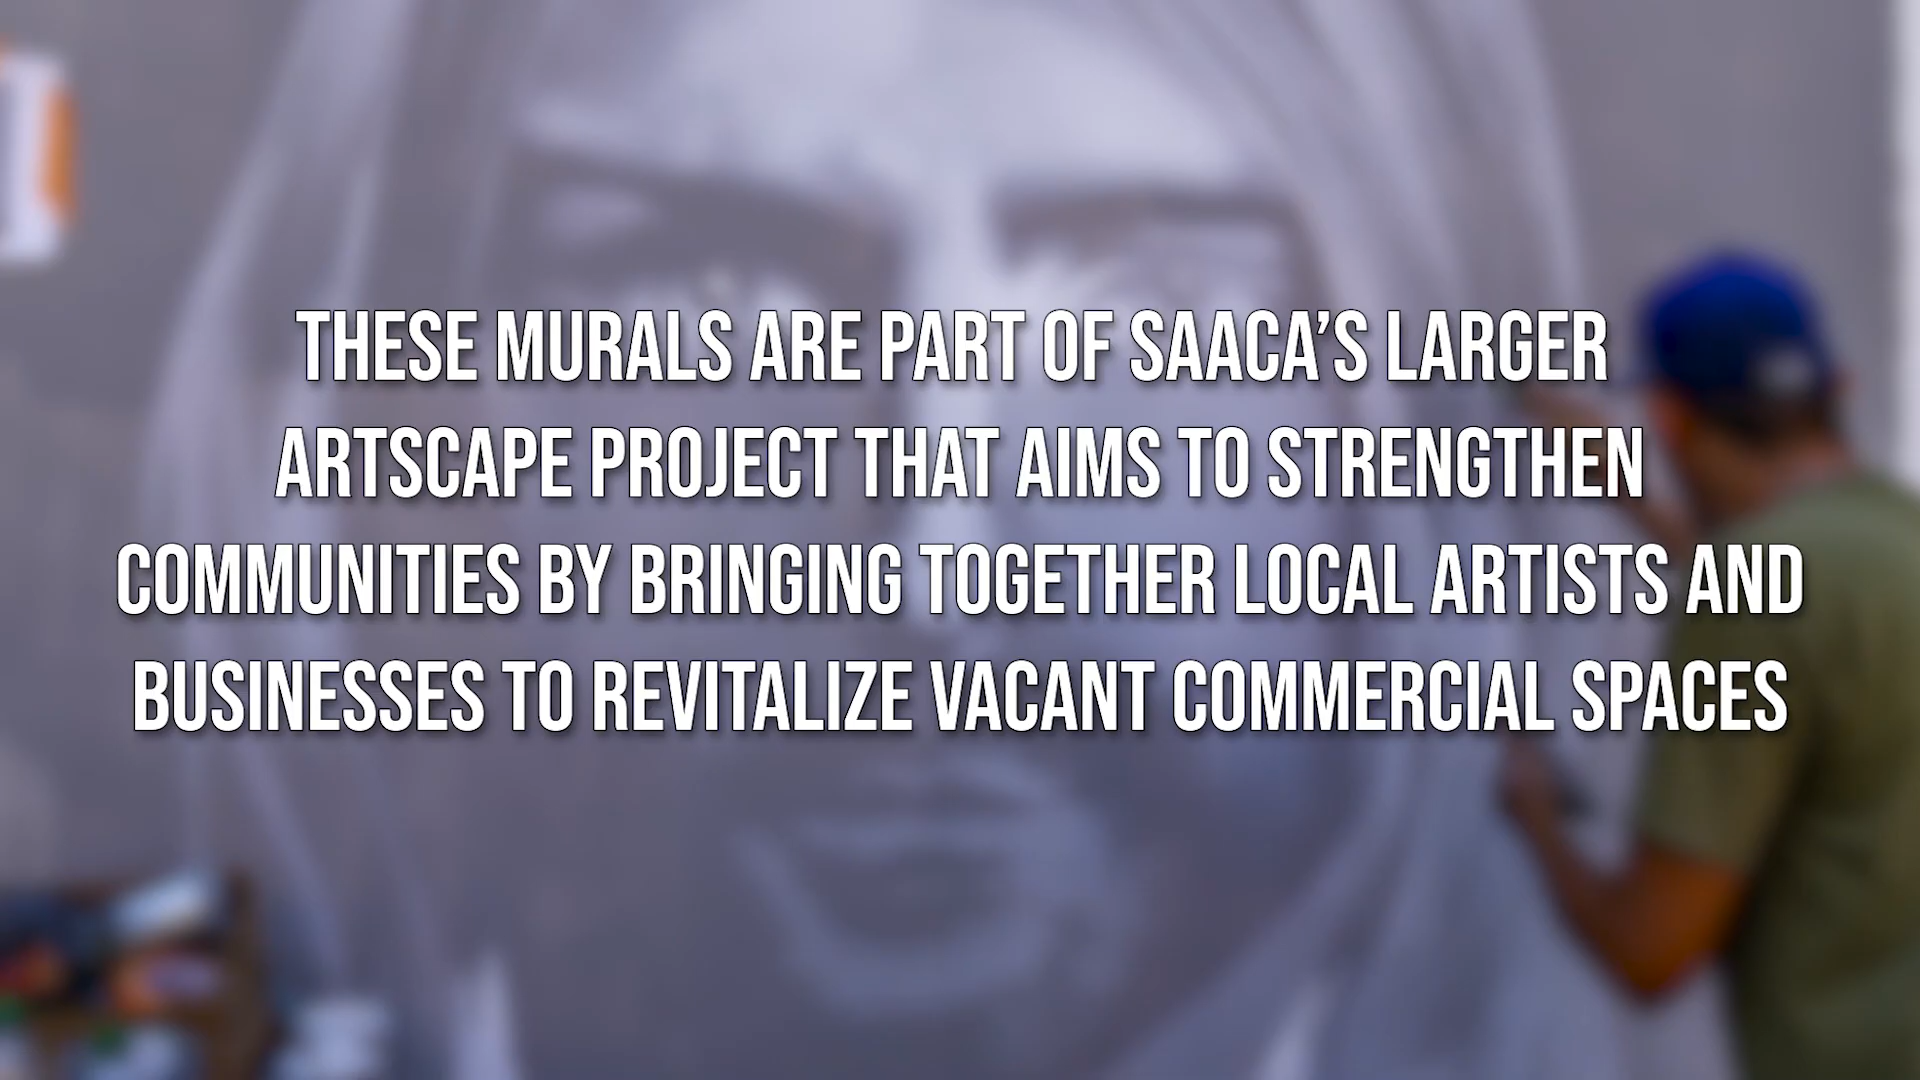 THESE MURALS ARE PART OF SAACA’S LARGER
ARTSCAPE PROJECT THAT AIMS TO STRENGTHEN
COMMUNITIES BY BRINGING TOGETHER LOCAL ARTISTS AND
BUSINESSES TO REVITALIZE VACANT COMMERCIAL SPACES